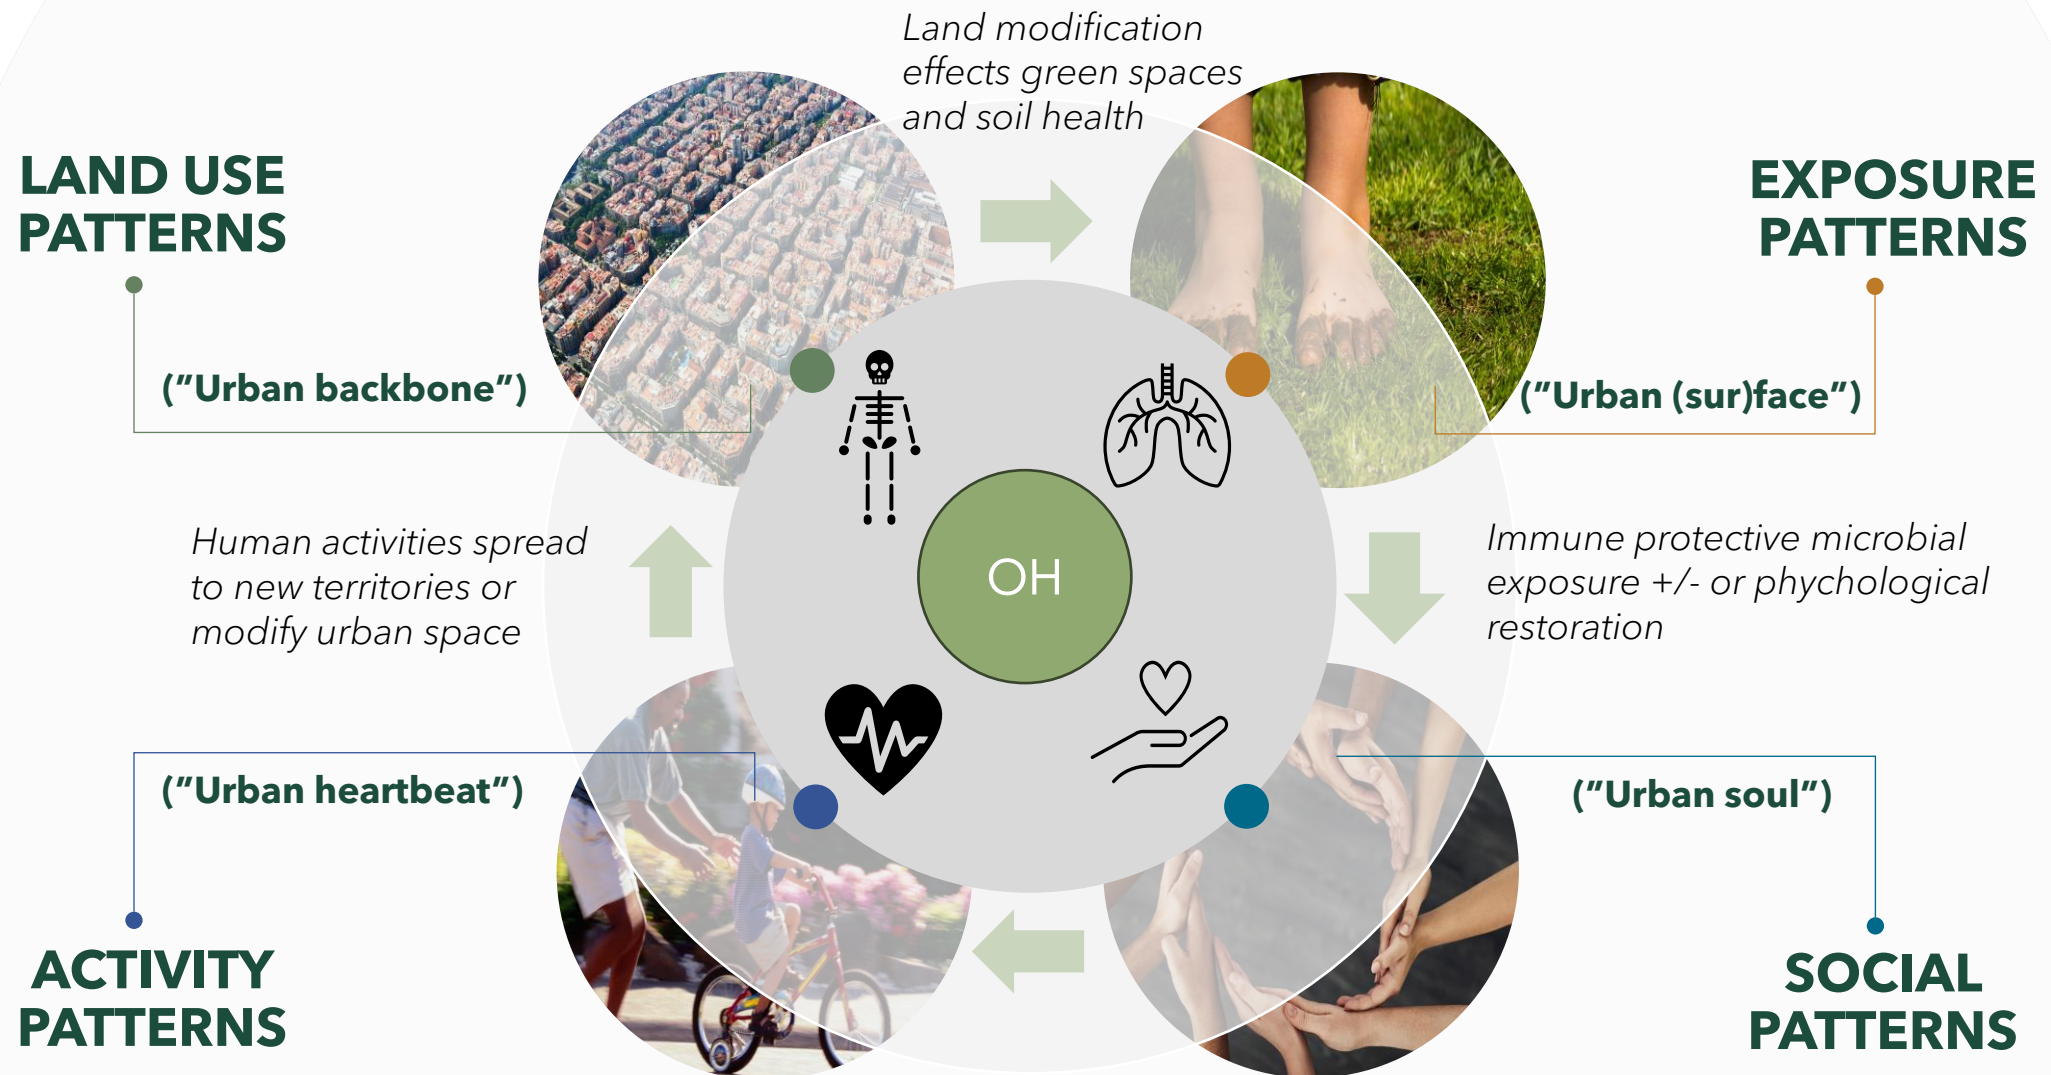 Land modification
effects green spaces
and soil health
LAND USE
PATTERNS
EXPOSURE
PATTERNS
(”Urban backbone”)
(”Urban (sur)face”)
Human activities spread
to new territories or
modify urban space
OH
Immune protective microbial
exposure +/- or phychological
restoration
(”Urban heartbeat”)
(”Urban soul”)
ACTIVITY
PATTERNS
SOCIAL
PATTERNS